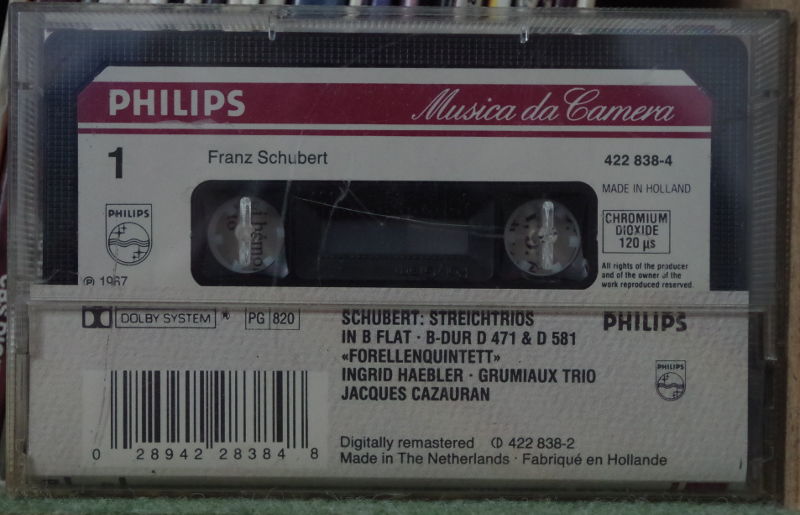 PHILIPS Musica da Camera
1 Franz Schubert 422 838-4
MADE IN HOLLAND
PHILIPS
CHROMIUM
DIOXIDE
120 µs
All rights of the producer
and of the owner of the
work reproduced reserved.
℗ 1967
DOLBY SYSTEM ® PG 820
SCHUBERT: STREICHTRIOS
IN B FLAT · B-DUR D 471 & D 581
«FORELLENQUINTETT»
INGRID HAEBLER · GRUMIAUX TRIO
JACQUES CAZAURAN
PHILIPS
PHILIPS
Digitally remastered CD 422 838-2
Made in The Netherlands · Fabriqué en Hollande
0 28942 28384 8